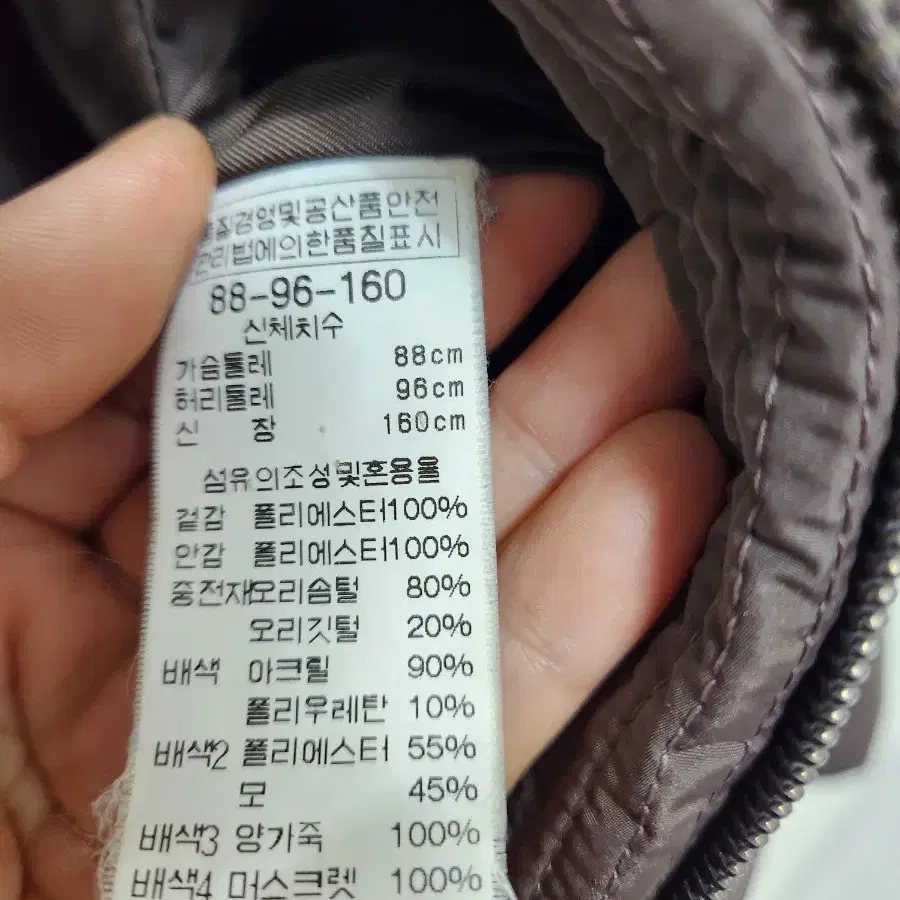 품질경영및공산품안전
관리법에의한품질표시
88-96-160
신체치수
가슴둘레 88cm
허리둘레 96cm
신 장 160cm
섬유의조성및혼용율
겉감 폴리에스터100%
안감 폴리에스터100%
충전재오리솜털 80%
오리깃털 20%
배색 아크릴 90%
폴리우레탄 10%
배색2 폴리에스터 55%
모 45%
배색3 양가죽 100%
배색4 머스크렛 100%